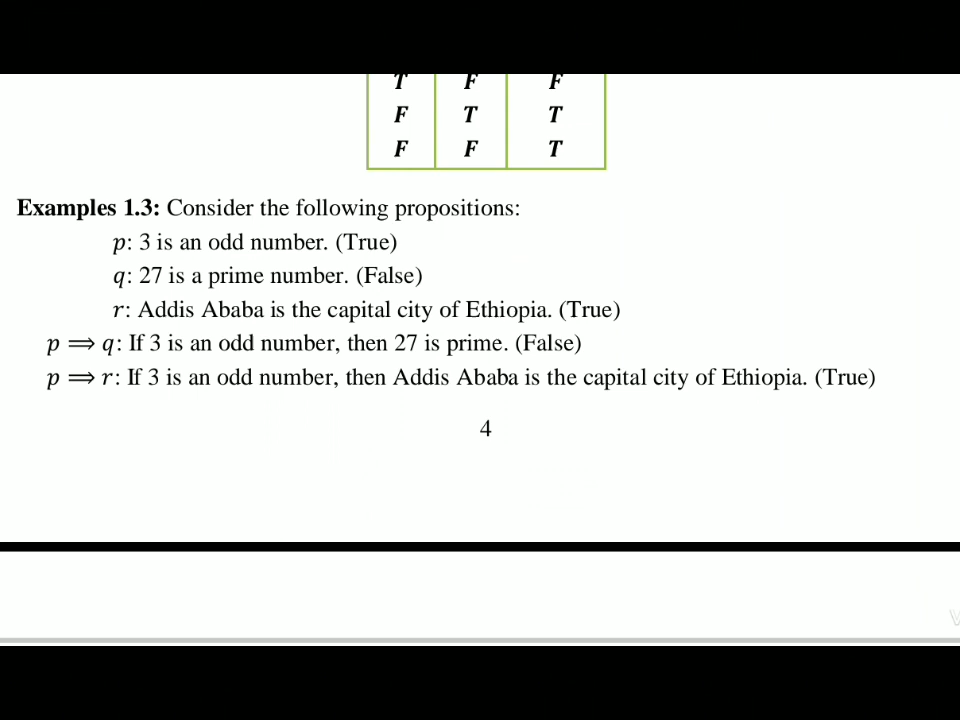 T F F
F T T
F F T
Examples 1.3: Consider the following propositions:
p: 3 is an odd number. (True)
q: 27 is a prime number. (False)
r: Addis Ababa is the capital city of Ethiopia. (True)
p ⟹ q: If 3 is an odd number, then 27 is prime. (False)
p ⟹ r: If 3 is an odd number, then Addis Ababa is the capital city of Ethiopia. (True)
4